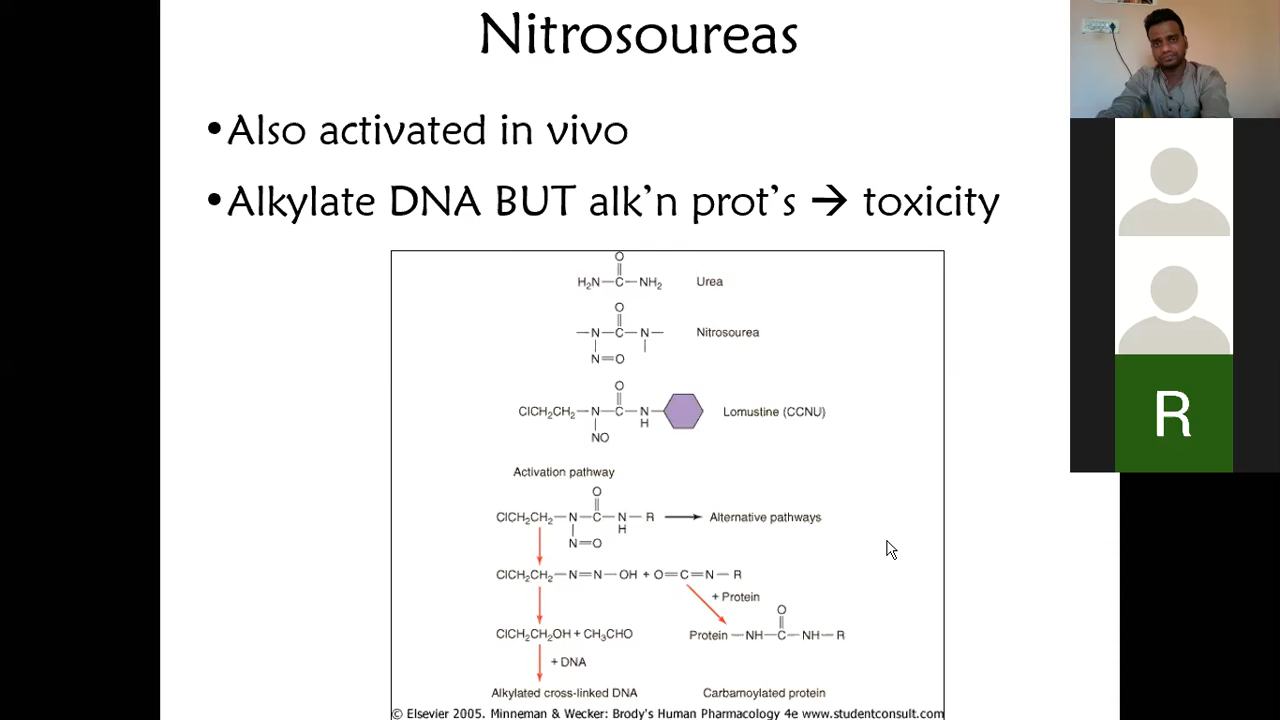 Nitrosoureas
•Also activated in vivo
•Alkylate DNA BUT alk’n prot’s → toxicity
O
H₂N—C—NH₂ Urea
O
—N—C—N— Nitrosourea
N=O
O
ClCH₂CH₂—N—C—N Lomustine (CCNU)
H
NO
Activation pathway
O
ClCH₂CH₂—N—C—N—R ⟶ Alternative pathways
H
N=O
ClCH₂CH₂—N=N—OH + O=C=N—R
+ Protein
O
ClCH₂CH₂OH + CH₃CHO Protein—NH—C—NH—R
+ DNA
Alkylated cross-linked DNA Carbamoylated protein
© Elsevier 2005. Minneman & Wecker: Brody's Human Pharmacology 4e www.studentconsult.com
R